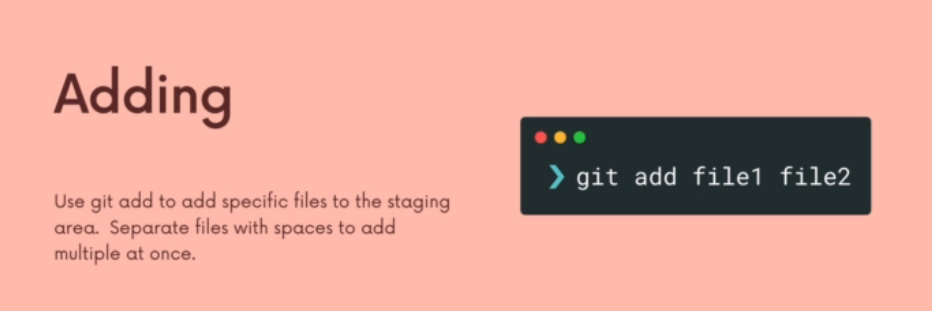 Adding
Use git add to add specific files to the staging
area.  Separate files with spaces to add
multiple at once.
❯ git add file1 file2